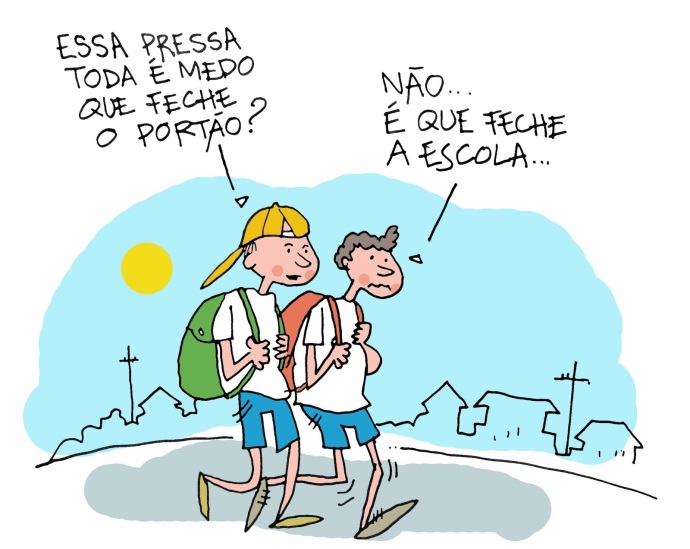 ESSA PRESSA
TODA É MEDO
QUE FECHE
O PORTÃO?
NÃO...
É QUE FECHE
A ESCOLA...